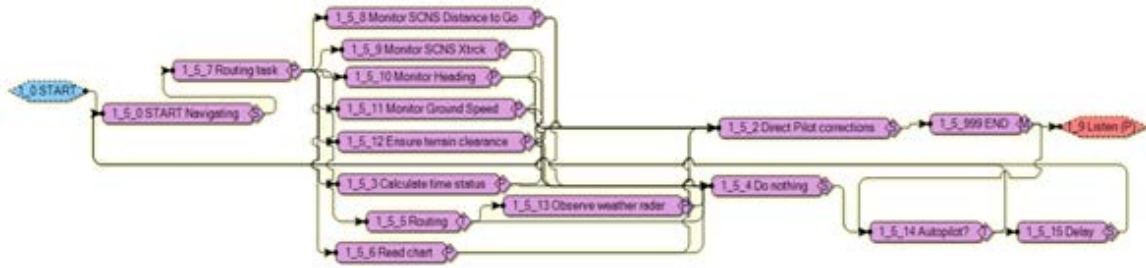 1_5_8 Monitor SCNS Distance to Go P
1_5_9 Monitor SCNS Xtrck P
1_5_7 Routing task P
1_5_10 Monitor Heading P
1_0 START
1_5_0 START Navigating S
1_5_11 Monitor Ground Speed P
1_5_2 Direct Pilot corrections S
1_5_999 END M
1_9 Listen (P)
1_5_12 Ensure terrain clearance P
1_5_3 Calculate time status P
1_5_4 Do nothing S
1_5_13 Observe weather radar P
1_5_5 Routing T
1_5_14 Autopilot? T
1_5_15 Delay S
1_5_6 Read chart P